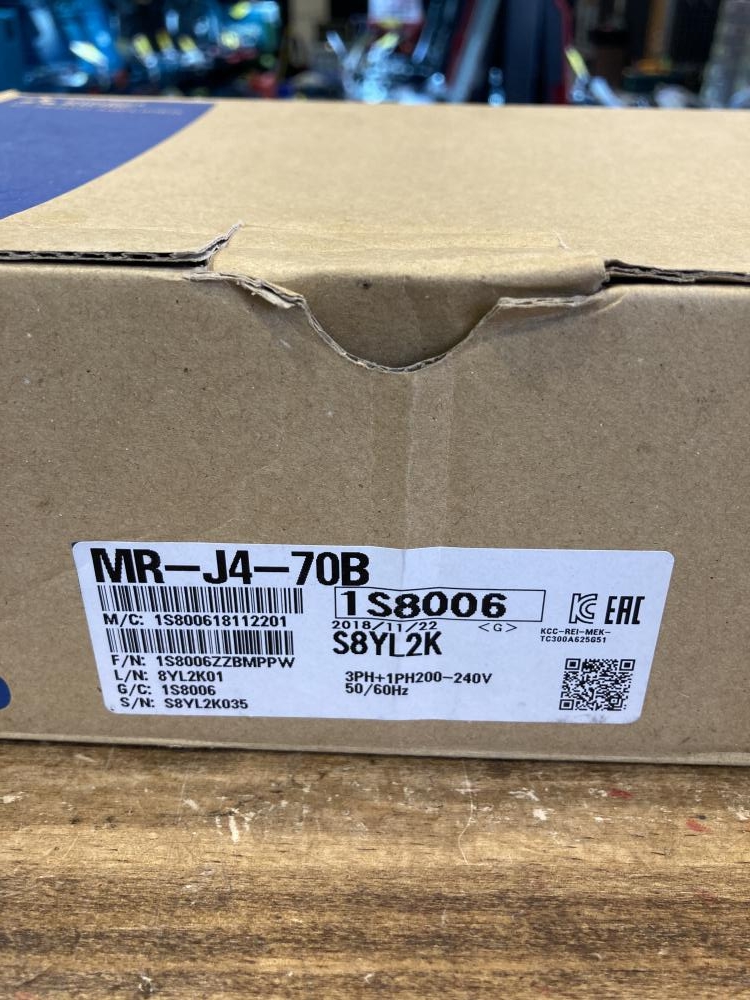 MR-J4-70B
1S8006
M/C: 1S800618112201
2018/11/22 <G>
S8YL2K
F/N: 1S8006ZZBMPPW
L/N: 8YL2K01
G/C: 1S8006
S/N: S8YL2K035
3PH+1PH200-240V
50/60Hz
EAC
KCC-REI-MEK-
TC300A625G51